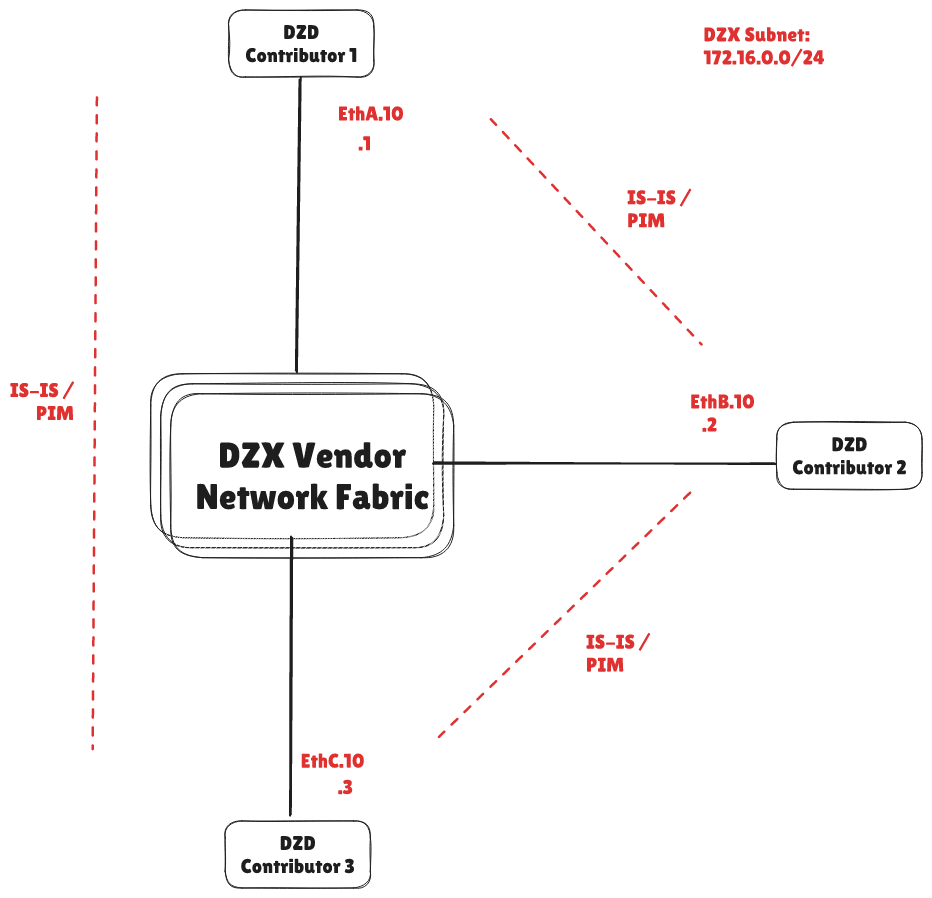 DZD
Contributor 1
DZX Subnet:
172.16.0.0/24
EthA.10
.1
IS-IS /
PIM
IS-IS /
PIM
EthB.10
.2
DZD
Contributor 2
DZX Vendor
Network Fabric
IS-IS /
PIM
EthC.10
.3
DZD
Contributor 3